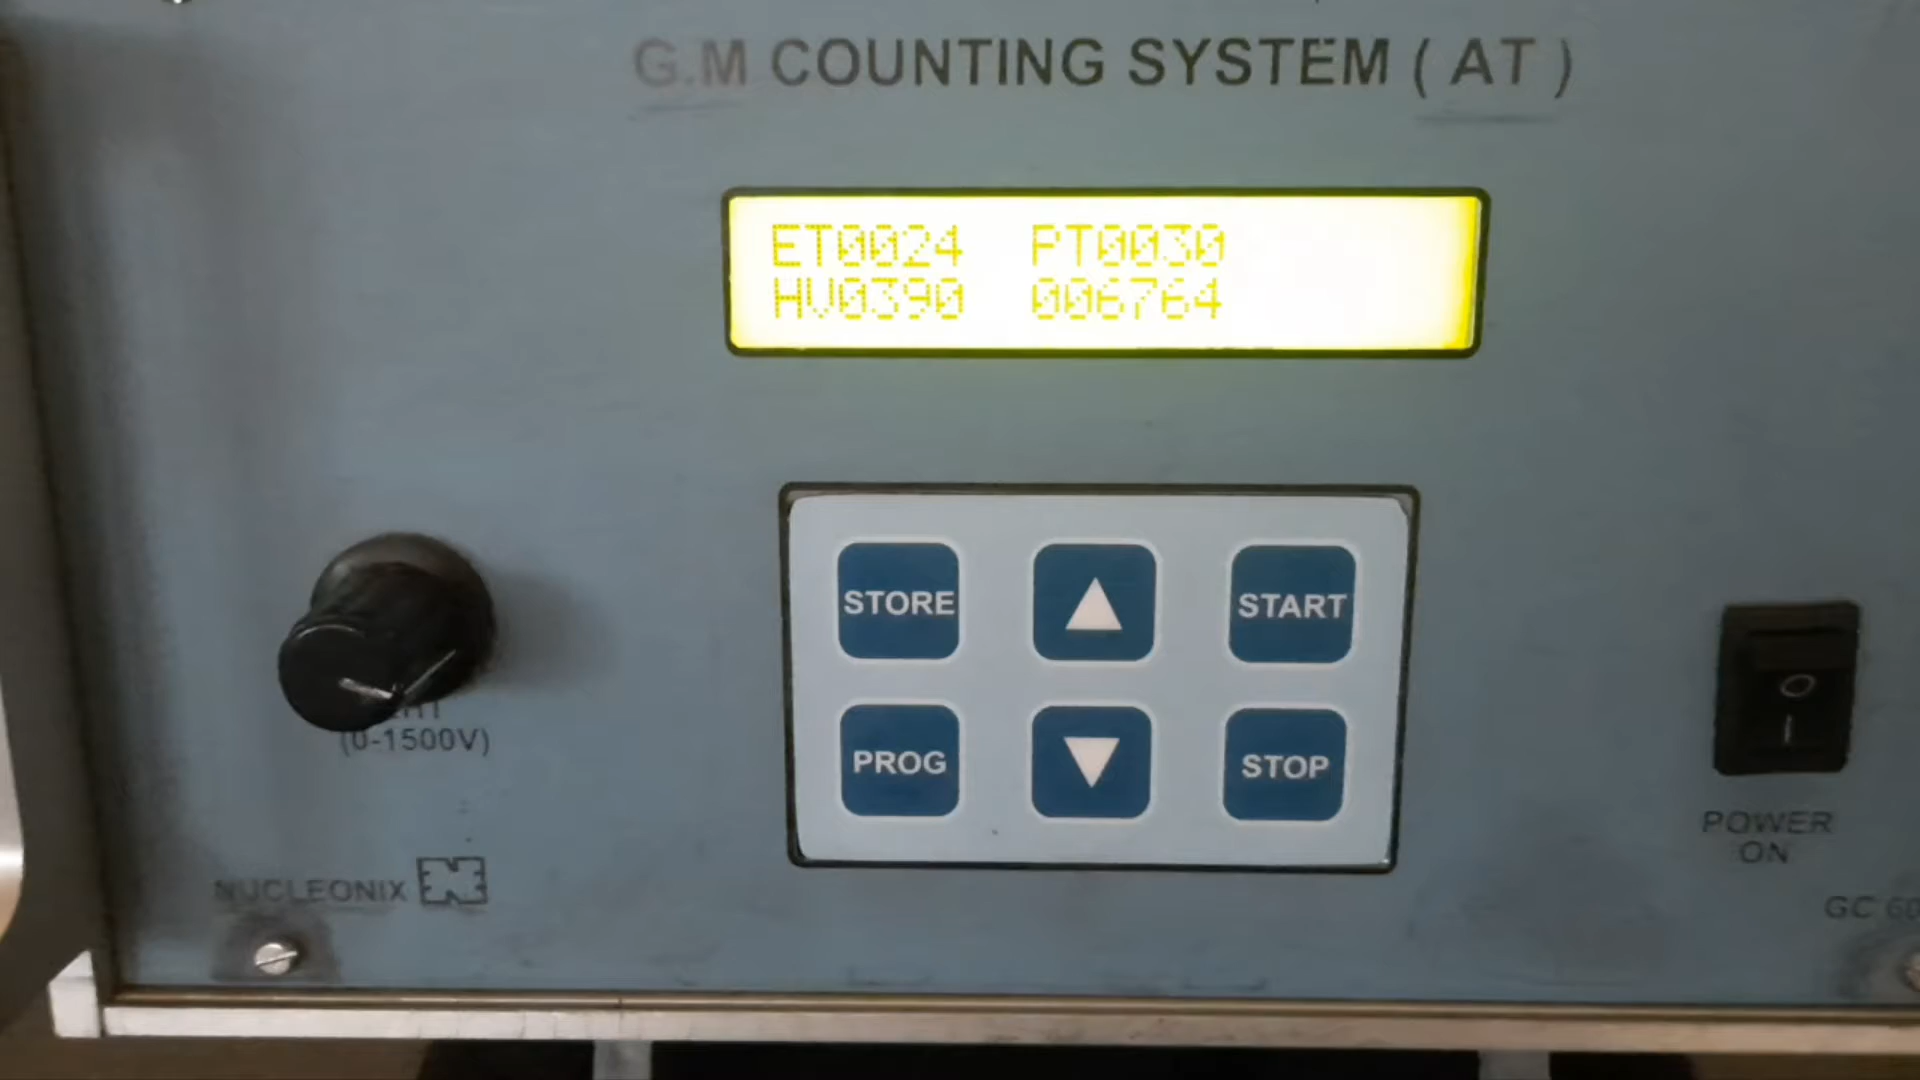 G.M COUNTING SYSTEM ( AT )
ET0024 PT0030
HV0390 006764
STORE
START
(0-1500V)
PROG
STOP
POWER
ON
NUCLEONIX